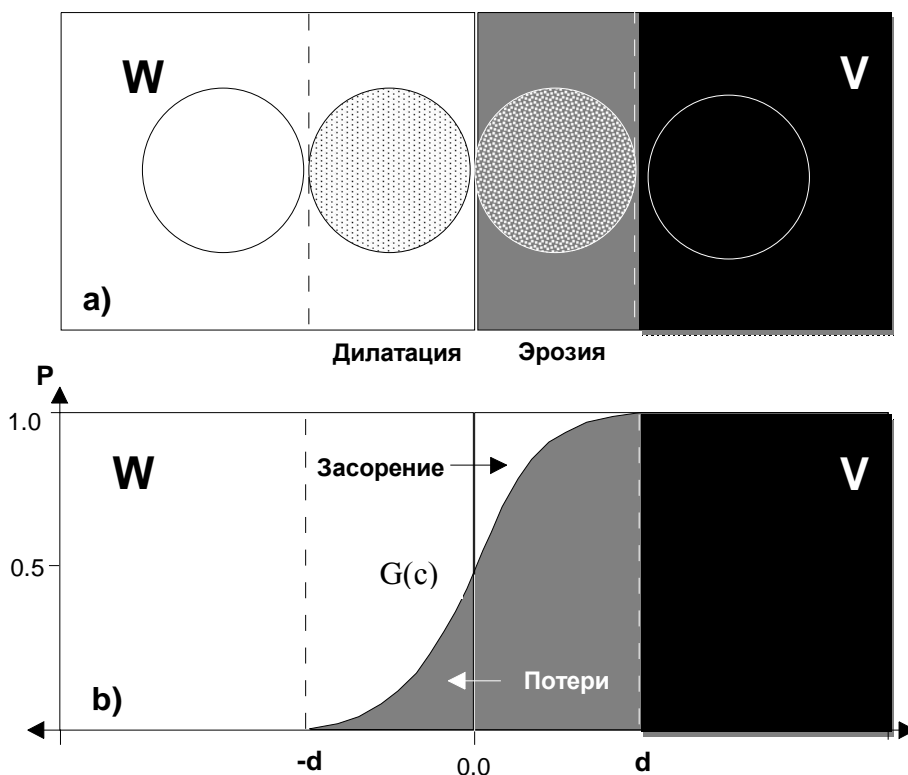 W V
a)
Дилатация Эрозия
P
1.0
W V
Засорение
0.5
G(c)
Потери
b)
-d 0.0 d